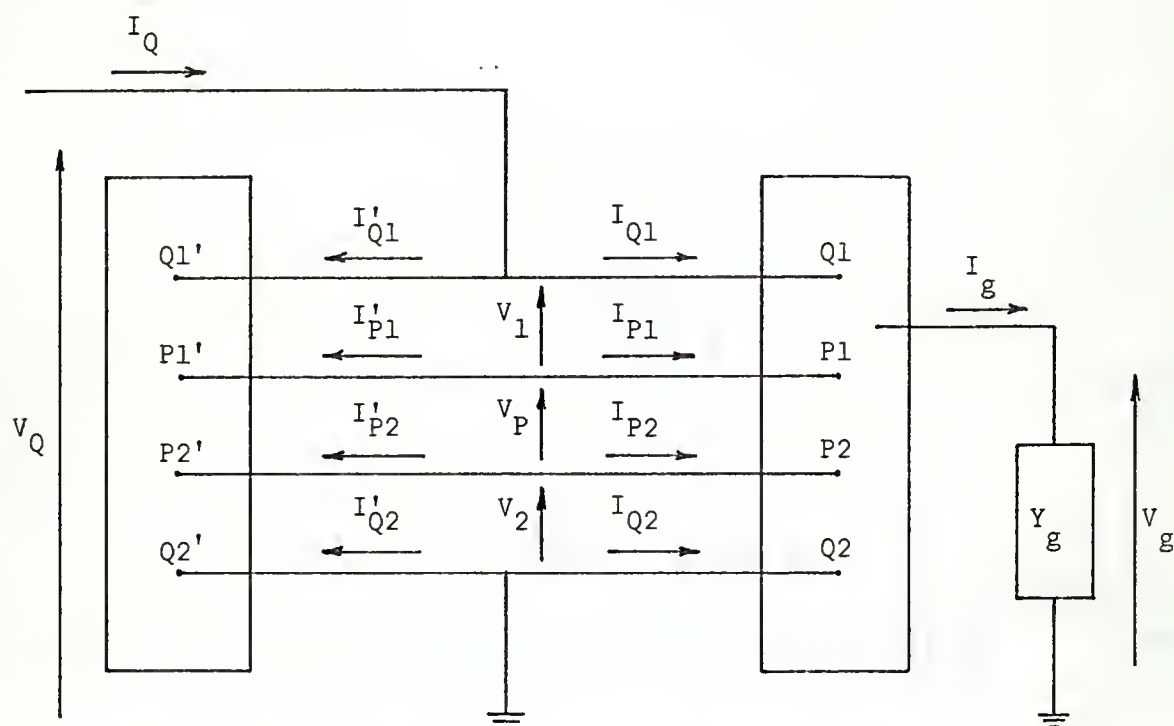 I_Q
I'_Q1 I_Q1
Q1' Q1
I_g
V_1
I'_P1 I_P1
P1' P1
V_Q
V_P
I'_P2 I_P2
P2' P2
V_2
I'_Q2 I_Q2
Q2' Q2
Y_g
V_g